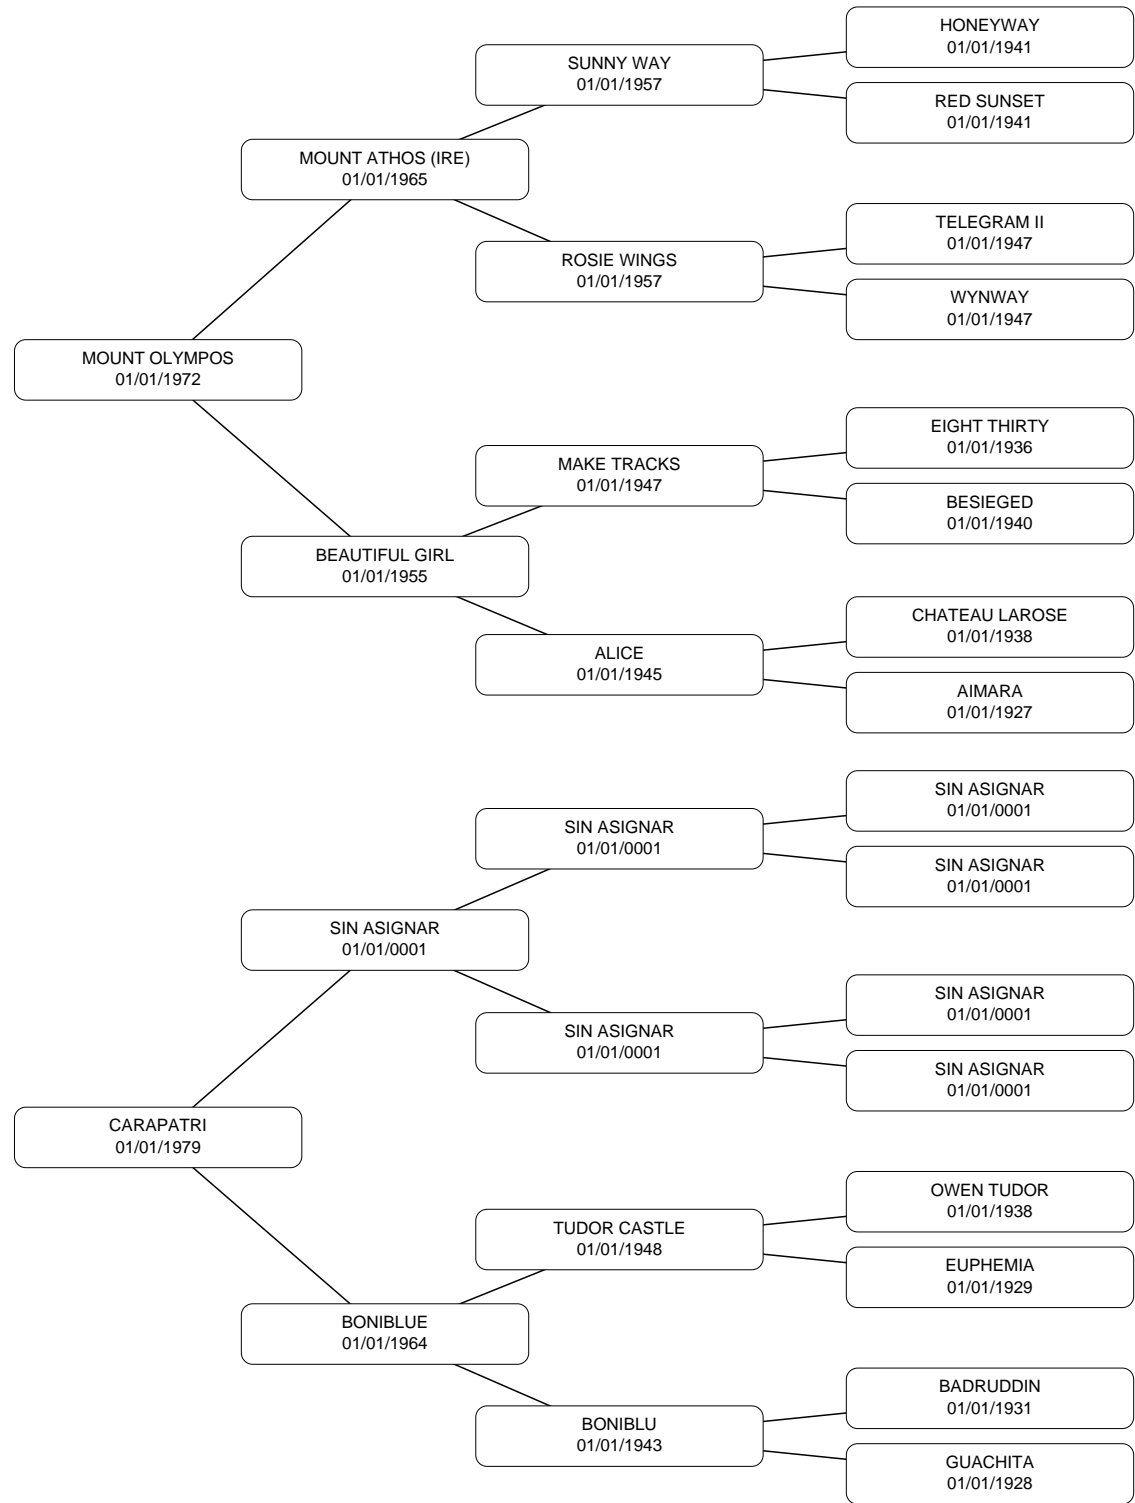 HONEYWAY
01/01/1941
SUNNY WAY
01/01/1957
RED SUNSET
01/01/1941
MOUNT ATHOS (IRE)
01/01/1965
TELEGRAM II
01/01/1947
ROSIE WINGS
01/01/1957
WYNWAY
01/01/1947
MOUNT OLYMPOS
01/01/1972
EIGHT THIRTY
01/01/1936
MAKE TRACKS
01/01/1947
BESIEGED
01/01/1940
BEAUTIFUL GIRL
01/01/1955
CHATEAU LAROSE
01/01/1938
ALICE
01/01/1945
AIMARA
01/01/1927
SIN ASIGNAR
01/01/0001
SIN ASIGNAR
01/01/0001
SIN ASIGNAR
01/01/0001
SIN ASIGNAR
01/01/0001
SIN ASIGNAR
01/01/0001
SIN ASIGNAR
01/01/0001
SIN ASIGNAR
01/01/0001
CARAPATRI
01/01/1979
OWEN TUDOR
01/01/1938
TUDOR CASTLE
01/01/1948
EUPHEMIA
01/01/1929
BONIBLUE
01/01/1964
BADRUDDIN
01/01/1931
BONIBLU
01/01/1943
GUACHITA
01/01/1928